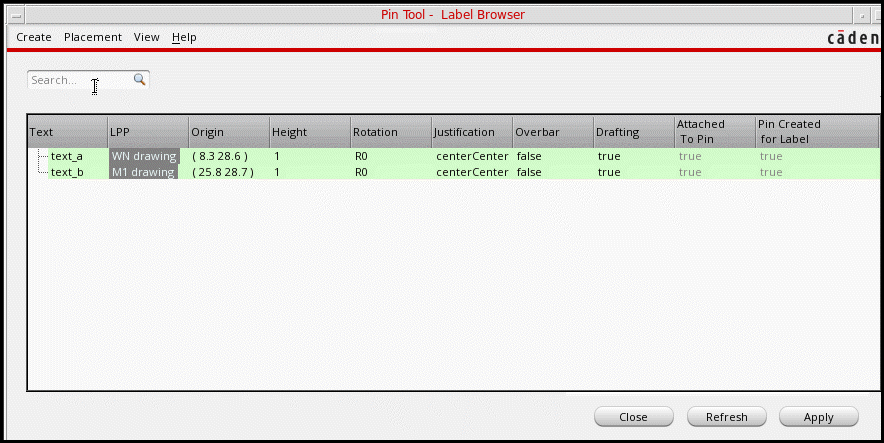 Pin Tool - Label Browser
Create Placement View Help
cāden
Search...
Text LPP Origin Height Rotation Justification Overbar Drafting Attached To Pin Pin Created for Label
text_a WN drawing ( 8.3 28.6 ) 1 R0 centerCenter false true true true
text_b M1 drawing ( 25.8 28.7 ) 1 R0 centerCenter false true true true
Close Refresh Apply